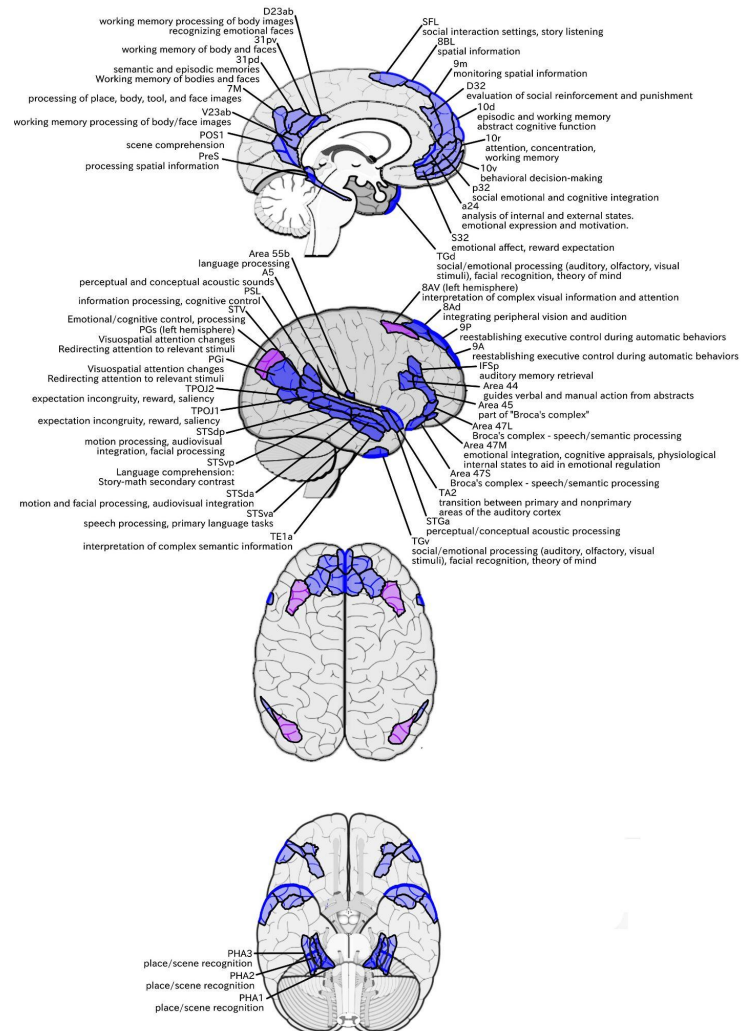 D23ab
working memory processing of body images
recognizing emotional faces
31pv
working memory of body and faces
31pd
semantic and episodic memories
Working memory of bodies and faces
7M
processing of place, body, tool, and face images
V23ab
working memory processing of body/face images
POS1
scene comprehension
PreS
processing spatial information
SFL
social interaction settings, story listening
8BL
spatial information
9m
monitoring spatial information
D32
evaluation of social reinforcement and punishment
10d
episodic and working memory
abstract cognitive function
10r
attention, concentration,
working memory
10v
behavioral decision-making
p32
social emotional and cognitive integration
a24
analysis of internal and external states.
emotional expression and motivation.
S32
emotional affect, reward expectation
TGd
social/emotional processing (auditory, olfactory, visual
stimuli), facial recognition, theory of mind
Area 55b
language processing
A5
perceptual and conceptual acoustic sounds
PSL
information processing, cognitive control
STV
Emotional/cognitive control, processing
PGs (left hemisphere)
Visuospatial attention changes
Redirecting attention to relevant stimuli
PGi
Visuospatial attention changes
Redirecting attention to relevant stimuli
TPOJ2
expectation incongruity, reward, saliency
TPOJ1
expectation incongruity, reward, saliency
STSdp
motion processing, audiovisual
integration, facial processing
STSvp
Language comprehension:
Story-math secondary contrast
STSda
motion and facial processing, audiovisual integration
STSva
speech processing, primary language tasks
TE1a
interpretation of complex semantic information
8AV (left hemisphere)
interpretation of complex visual information and attention
8Ad
integrating peripheral vision and audition
9P
reestablishing executive control during automatic behaviors
9A
reestablishing executive control during automatic behaviors
IFSp
auditory memory retrieval
Area 44
guides verbal and manual action from abstracts
Area 45
part of "Broca's complex"
Area 47L
Broca's complex - speech/semantic processing
Area 47M
emotional integration, cognitive appraisals, physiological
internal states to aid in emotional regulation
Area 47S
Broca's complex - speech/semantic processing
TA2
transition between primary and nonprimary
areas of the auditory cortex
STGa
perceptual/conceptual acoustic processing
TGv
social/emotional processing (auditory, olfactory, visual
stimuli), facial recognition, theory of mind
PHA3
place/scene recognition
PHA2
place/scene recognition
PHA1
place/scene recognition